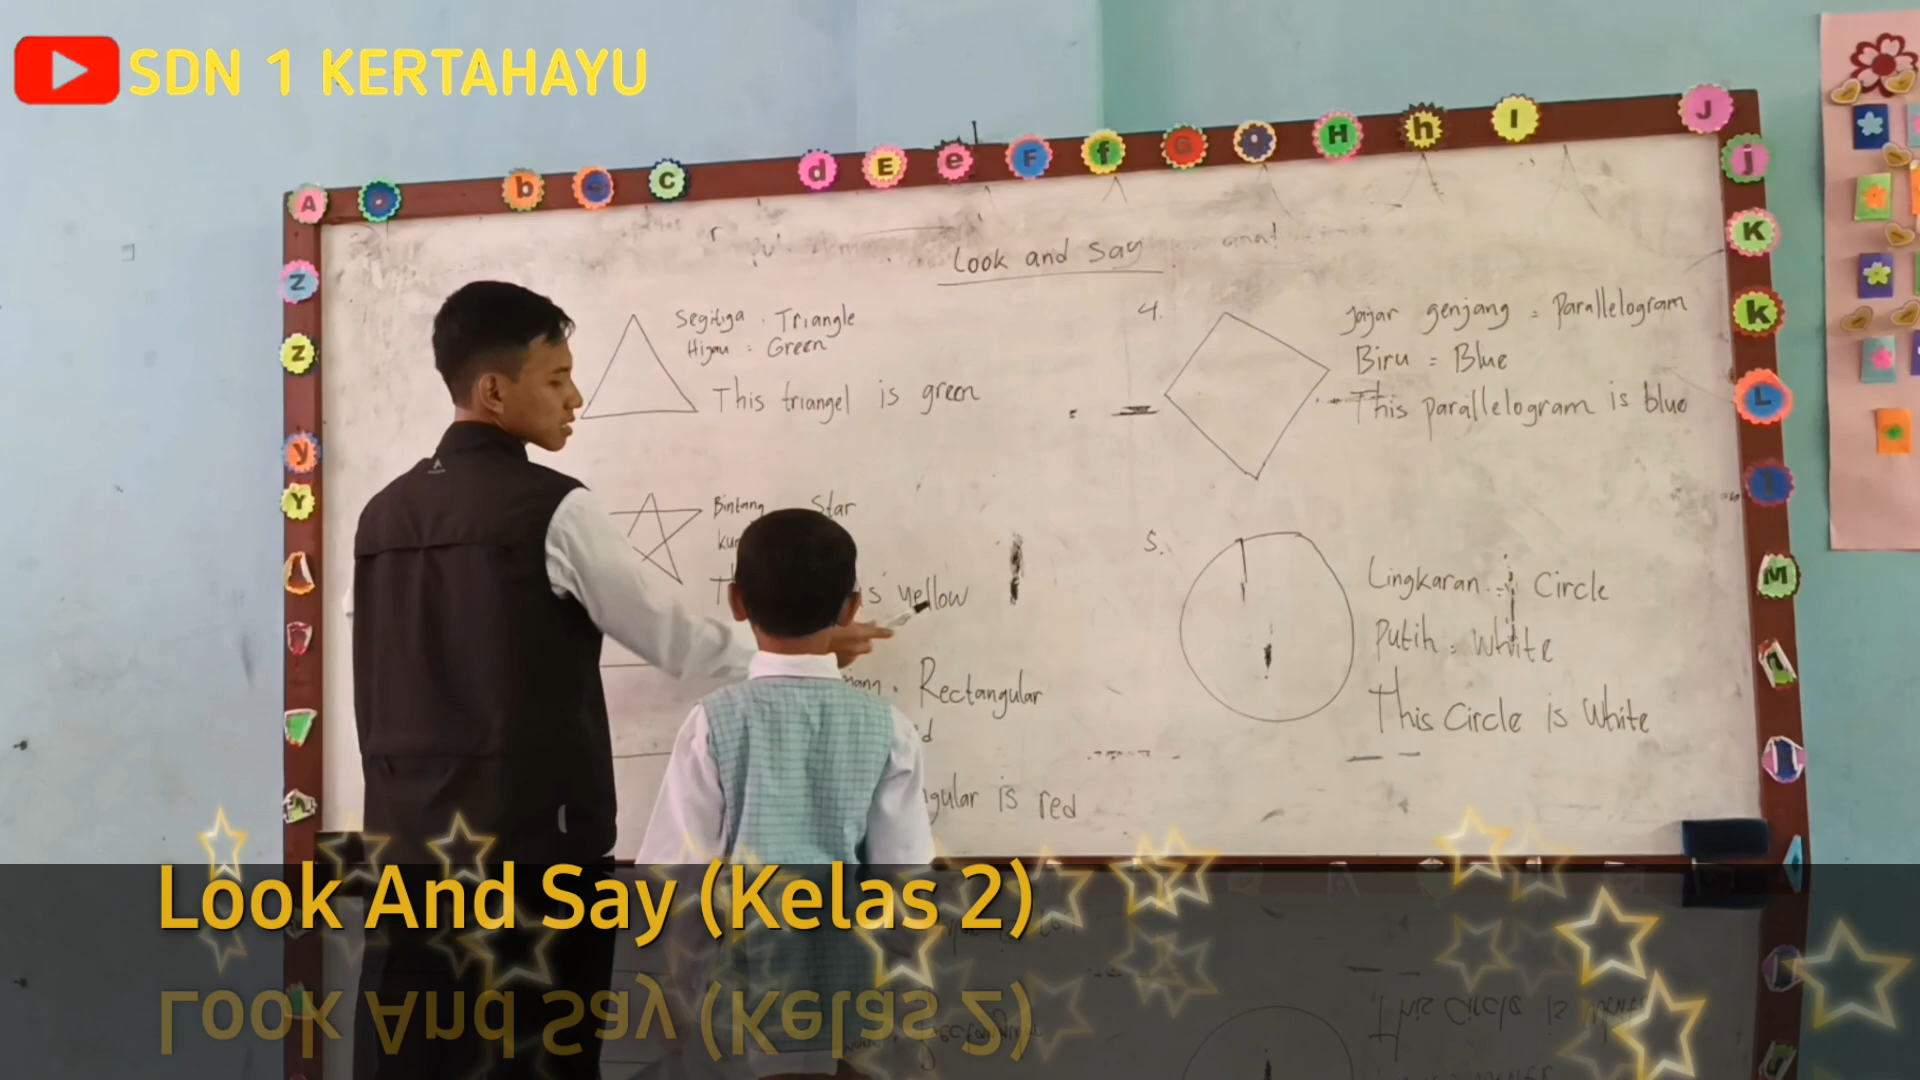 SDN 1 KERTAHAYU
A b c d E e F f G g H h I J
j
K
k
L
M
Z
z
y
Y
Look and Say
Segitiga . Triangle
Hijau = Green
This triangel is green
Bintang Star
is yellow
Rectangular
is red
4.
Jajar genjang = Parallelogram
Biru = Blue
This parallelogram is blue
5.
Lingkaran = Circle
Putih = White
This Circle is White
Look And Say (Kelas 2)